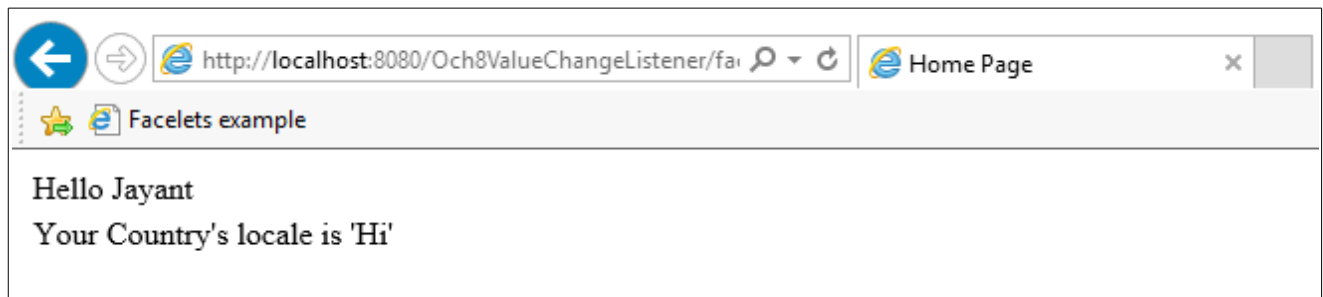 http://localhost:8080/Och8ValueChangeListener/fa
Home Page
Facelets example
Hello Jayant
Your Country's locale is 'Hi'